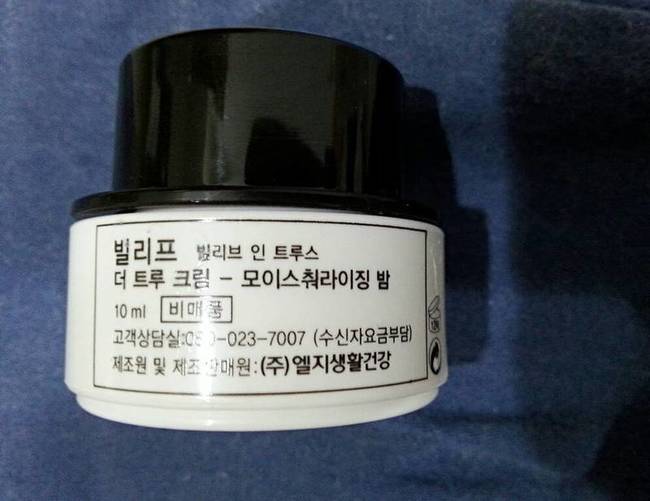 빌리프 빌리브 인 트루스
더 트루 크림 - 모이스춰라이징 밤
10 ml 비매품
고객상담실:080-023-7007 (수신자요금부담)
제조원 및 제조판매원:(주)엘지생활건강